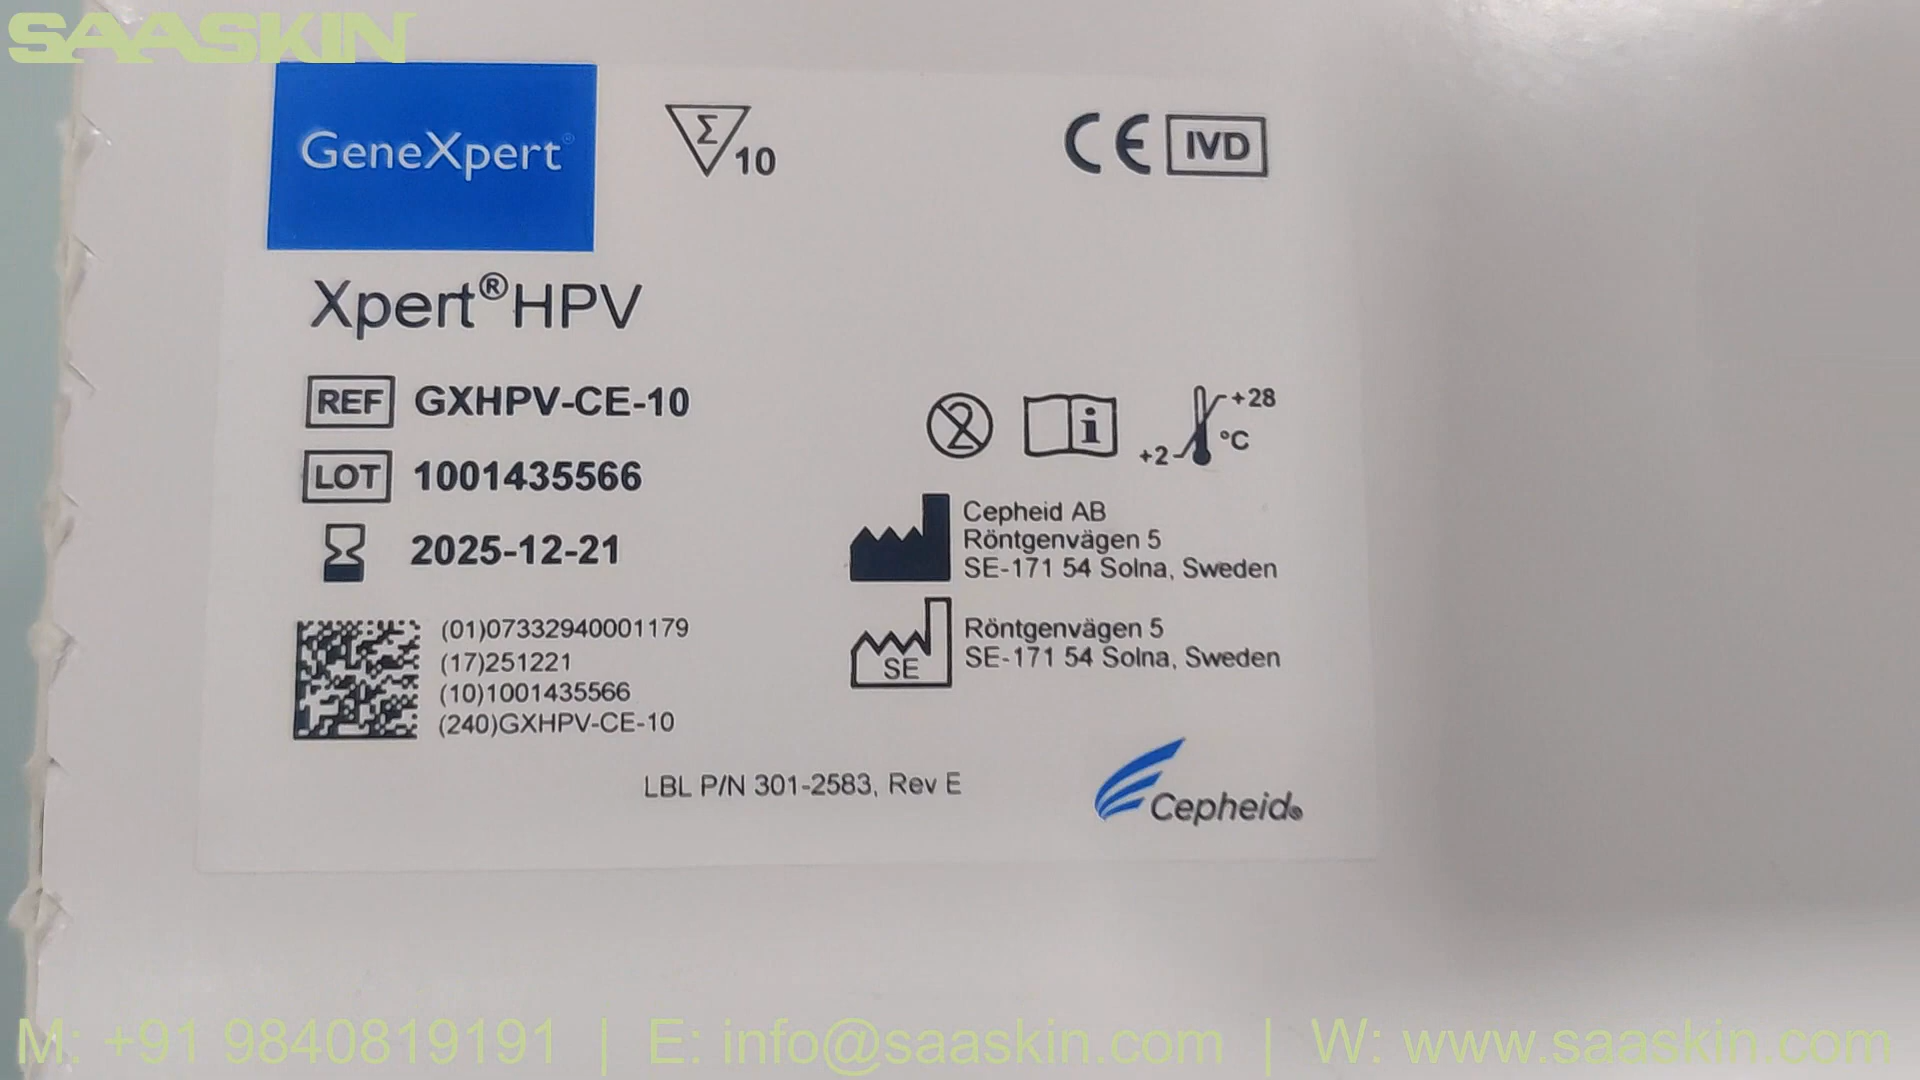 SAASKIN
GeneXpert®
Σ 10
CE IVD
Xpert®HPV
REF GXHPV-CE-10
LOT 1001435566
2025-12-21
2
i
+2 +28 °C
Cepheid AB
Röntgenvägen 5
SE-171 54 Solna, Sweden
SE
Röntgenvägen 5
SE-171 54 Solna, Sweden
(01)07332940001179
(17)251221
(10)1001435566
(240)GXHPV-CE-10
LBL P/N 301-2583, Rev E
Cepheid®
M: +91 9840819191 | E: info@saaskin.com | W: www.saaskin.com